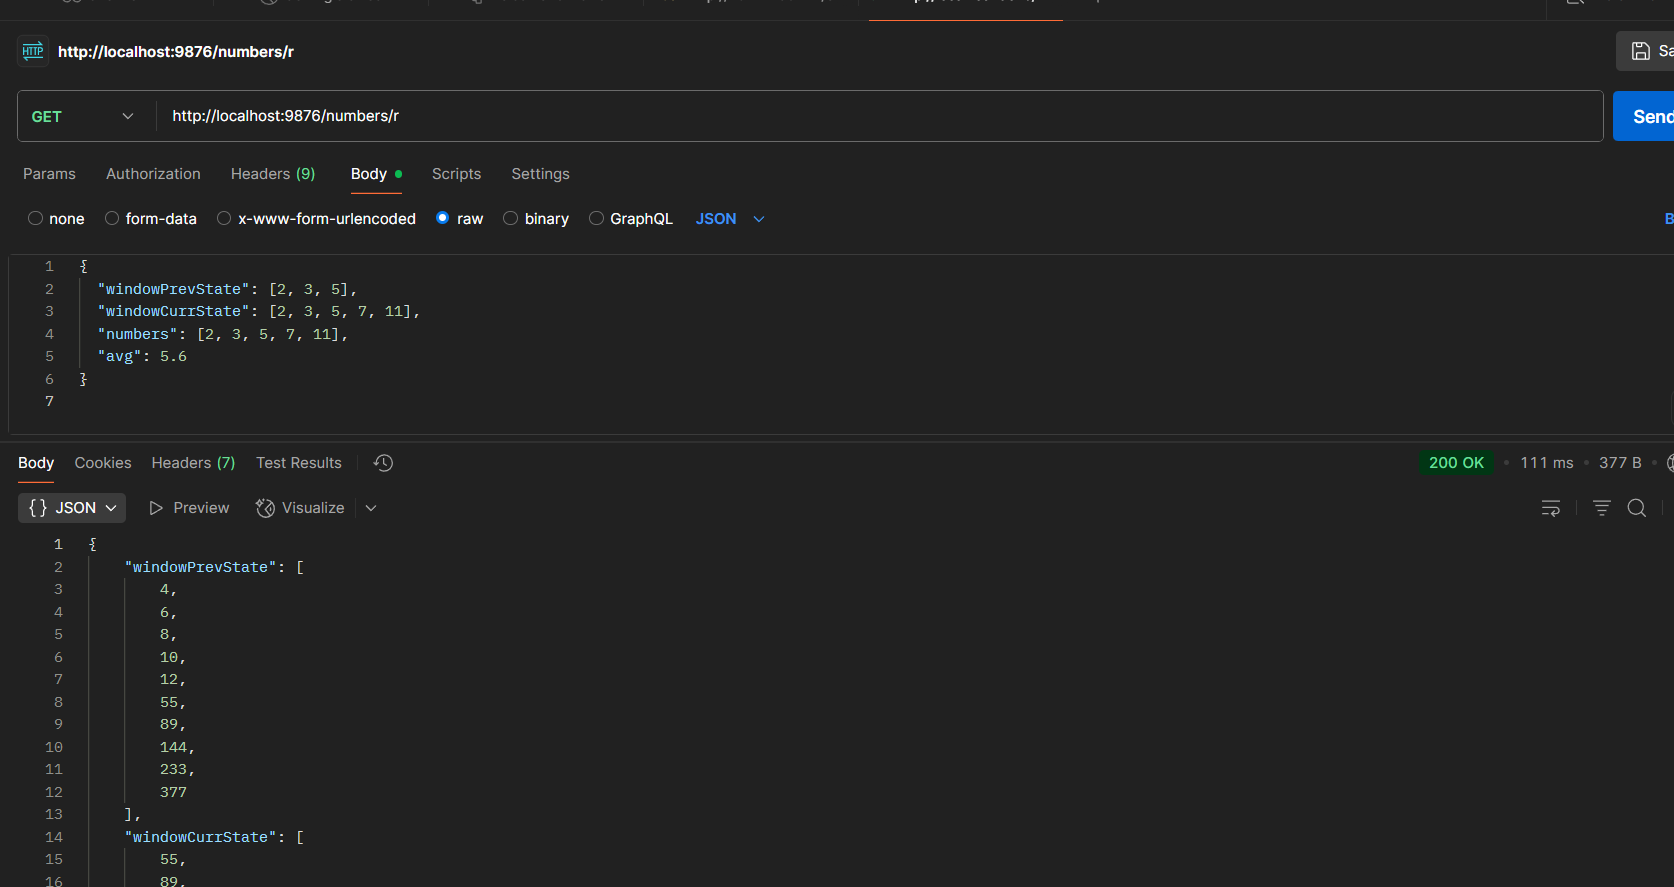 HTTP http://localhost:9876/numbers/r
GET http://localhost:9876/numbers/r Send
Params Authorization Headers (9) Body Scripts Settings
none form-data x-www-form-urlencoded raw binary GraphQL JSON
1 {
2 "windowPrevState": [2, 3, 5],
3 "windowCurrState": [2, 3, 5, 7, 11],
4 "numbers": [2, 3, 5, 7, 11],
5 "avg": 5.6
6 }
7
Body Cookies Headers (7) Test Results 200 OK • 111 ms • 377 B •
{} JSON Preview Visualize
1 {
2 "windowPrevState": [
3 4,
4 6,
5 8,
6 10,
7 12,
8 55,
9 89,
10 144,
11 233,
12 377
13 ],
14 "windowCurrState": [
15 55,
16 89,